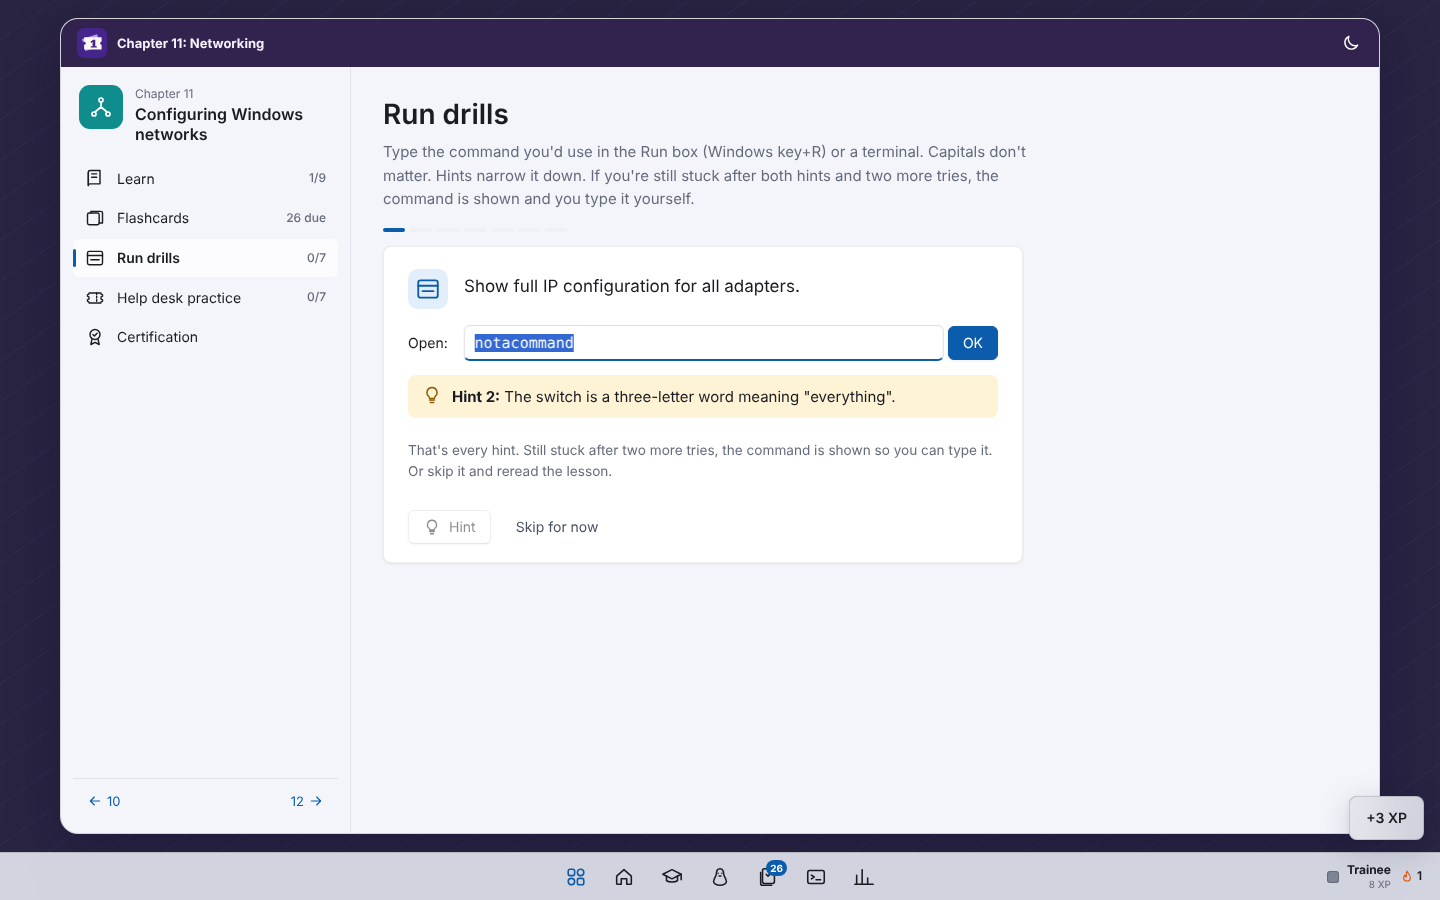 1
Chapter 11: Networking
Chapter 11
Configuring Windows
networks
Learn 1/9
Flashcards 26 due
Run drills 0/7
Help desk practice 0/7
Certification
10 12
Run drills
Type the command you'd use in the Run box (Windows key+R) or a terminal. Capitals don't
matter. Hints narrow it down. If you're still stuck after both hints and two more tries, the
command is shown and you type it yourself.
Show full IP configuration for all adapters.
Open: notacommand OK
Hint 2: The switch is a three-letter word meaning "everything".
That's every hint. Still stuck after two more tries, the command is shown so you can type it.
Or skip it and reread the lesson.
Hint Skip for now
+3 XP
26
Trainee
8 XP
1